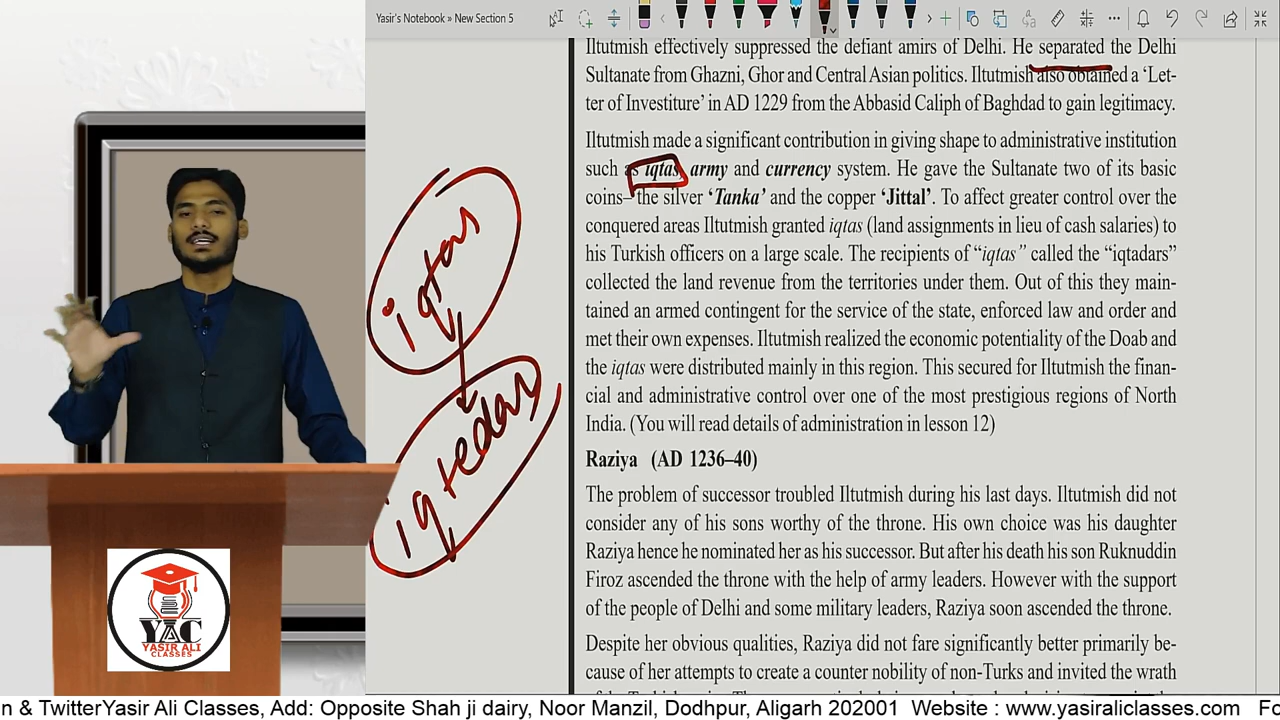 Yasir's Notebook » New Section 5
Iltutmish effectively suppressed the defiant amirs of Delhi. He separated the Delhi
Sultanate from Ghazni, Ghor and Central Asian politics. Iltutmish also obtained a ‘Let-
ter of Investiture’ in AD 1229 from the Abbasid Caliph of Baghdad to gain legitimacy.
Iltutmish made a significant contribution in giving shape to administrative institution
such as iqtas army and currency system. He gave the Sultanate two of its basic
coins– the silver ‘Tanka’ and the copper ‘Jittal’. To affect greater control over the
conquered areas Iltutmish granted iqtas (land assignments in lieu of cash salaries) to
his Turkish officers on a large scale. The recipients of “iqtas” called the “iqtadars”
collected the land revenue from the territories under them. Out of this they main-
tained an armed contingent for the service of the state, enforced law and order and
met their own expenses. Iltutmish realized the economic potentiality of the Doab and
the iqtas were distributed mainly in this region. This secured for Iltutmish the finan-
cial and administrative control over one of the most prestigious regions of North
India. (You will read details of administration in lesson 12)
Raziya (AD 1236–40)
The problem of successor troubled Iltutmish during his last days. Iltutmish did not
consider any of his sons worthy of the throne. His own choice was his daughter
Raziya hence he nominated her as his successor. But after his death his son Ruknuddin
Firoz ascended the throne with the help of army leaders. However with the support
of the people of Delhi and some military leaders, Raziya soon ascended the throne.
Despite her obvious qualities, Raziya did not fare significantly better primarily be-
cause of her attempts to create a counter nobility of non-Turks and invited the wrath
iqtas
iqtedars
YAC
YASIR ALI
CLASSES
n & TwitterYasir Ali Classes, Add: Opposite Shah ji dairy, Noor Manzil, Dodhpur, Aligarh 202001 Website : www.yasiraliclasses.com Fo